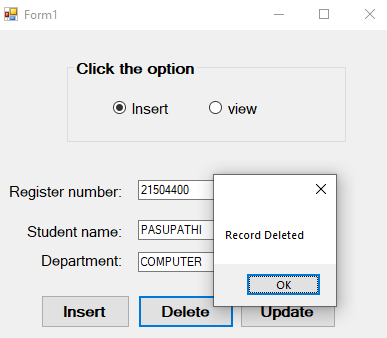 Form1
Click the option
Insert view
Register number: 21504400
Student name: PASUPATHI
Department: COMPUTER
Record Deleted
OK
Insert Delete Update